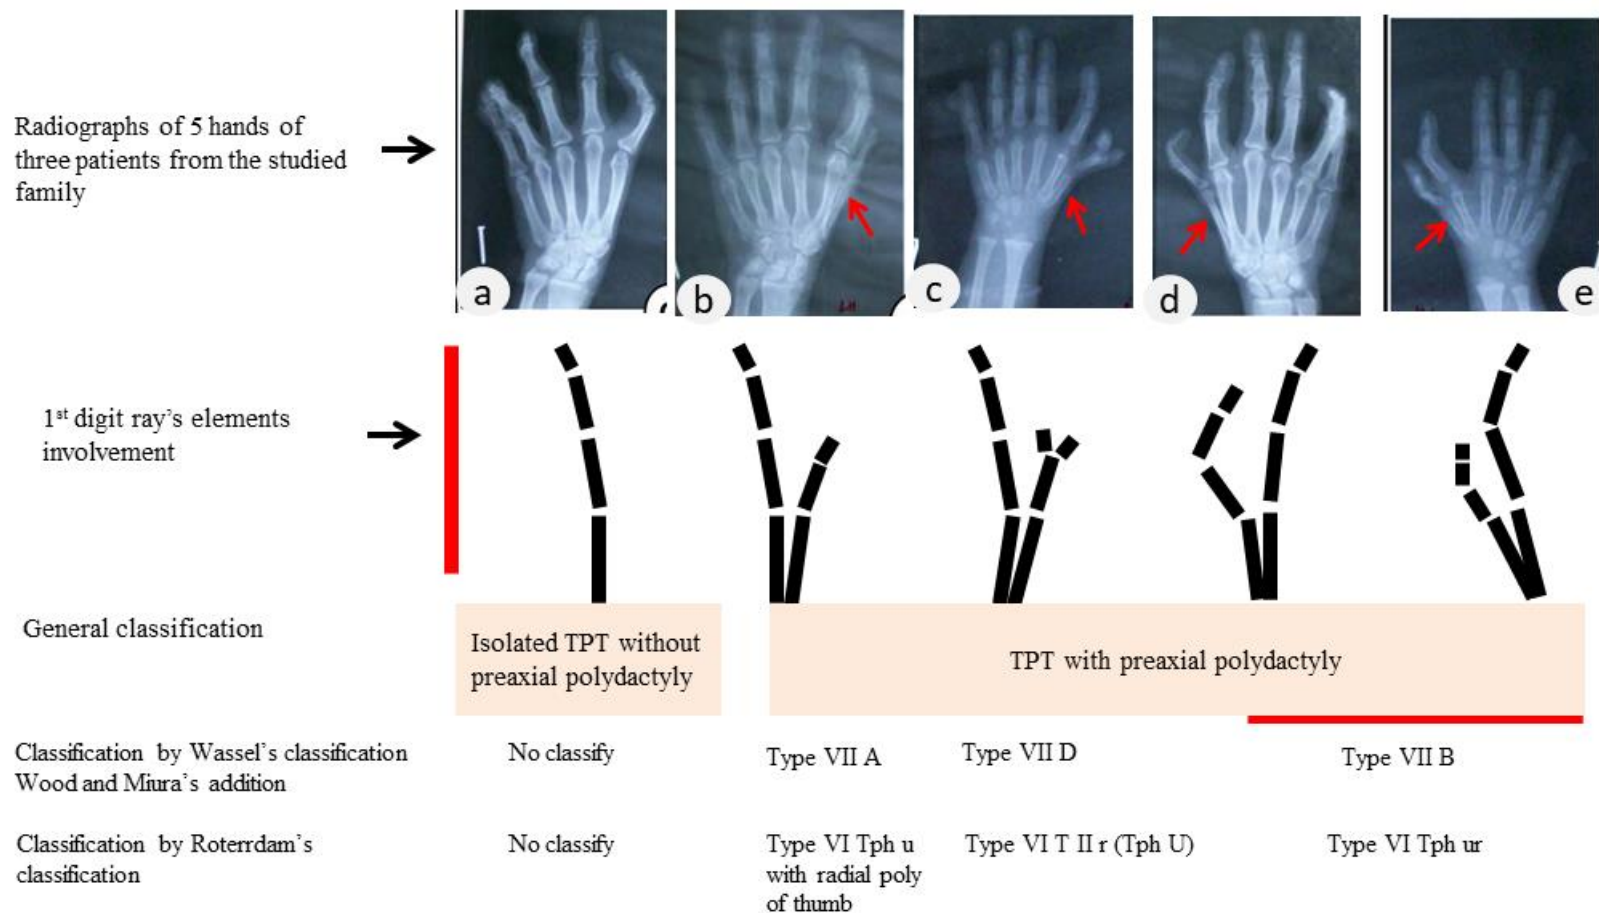 Radiographs of 5 hands of
three patients from the studied
family
a
b
c
d
e
1st digit ray's elements
involvement
General classification
Isolated TPT without
preaxial polydactyly
TPT with preaxial polydactyly
Classification by Wassel's classification
Wood and Miura's addition
No classify
Type VII A
Type VII D
Type VII B
Classification by Roterrdam's
classification
No classify
Type VI Tph u
with radial poly
of thumb
Type VI T II r (Tph U)
Type VI Tph ur